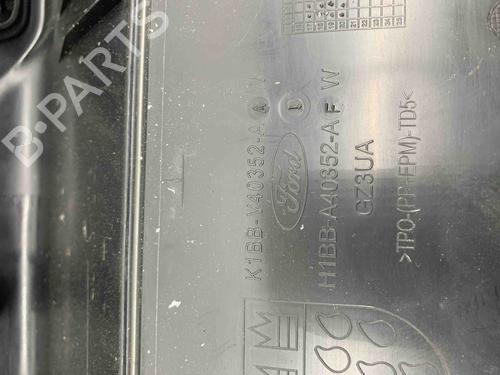 B-PARTS
K1BB-V40352-A A
Ford
H1BB-A40352-A F W
GZ3UA
>TPO-(PP+EPM)-TD5<